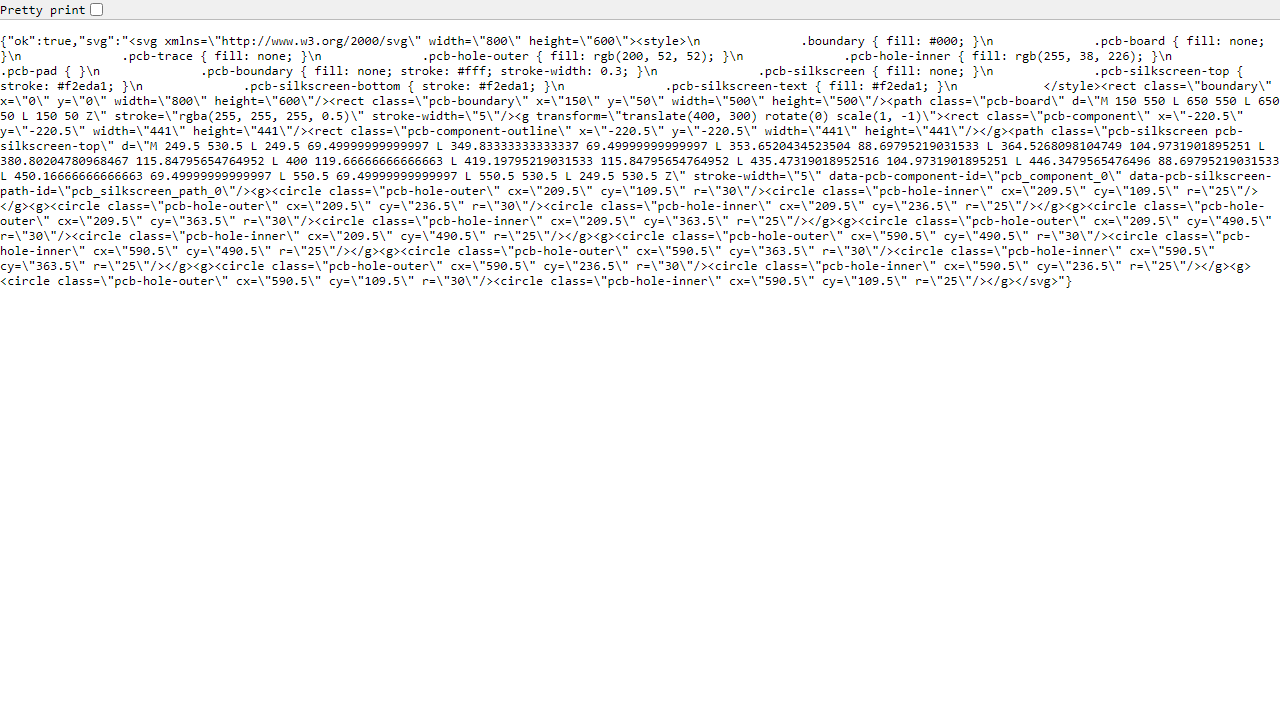 Pretty print
{"ok":true,"svg":"<svg xmlns=\"http://www.w3.org/2000/svg\" width=\"800\" height=\"600\"><style>\n              .boundary { fill: #000; }\n              .pcb-board { fill: none;
}\n              .pcb-trace { fill: none; }\n              .pcb-hole-outer { fill: rgb(200, 52, 52); }\n              .pcb-hole-inner { fill: rgb(255, 38, 226); }\n
.pcb-pad { }\n              .pcb-boundary { fill: none; stroke: #fff; stroke-width: 0.3; }\n              .pcb-silkscreen { fill: none; }\n              .pcb-silkscreen-top {
stroke: #f2eda1; }\n              .pcb-silkscreen-bottom { stroke: #f2eda1; }\n              .pcb-silkscreen-text { fill: #f2eda1; }\n            </style><rect class=\"boundary\"
x=\"0\" y=\"0\" width=\"800\" height=\"600\"/><rect class=\"pcb-boundary\" x=\"150\" y=\"50\" width=\"500\" height=\"500\"/><path class=\"pcb-board\" d=\"M 150 550 L 650 550 L 650
50 L 150 50 Z\" stroke=\"rgba(255, 255, 255, 0.5)\" stroke-width=\"5\"/><g transform=\"translate(400, 300) rotate(0) scale(1, -1)\"><rect class=\"pcb-component\" x=\"-220.5\"
y=\"-220.5\" width=\"441\" height=\"441\"/><rect class=\"pcb-component-outline\" x=\"-220.5\" y=\"-220.5\" width=\"441\" height=\"441\"/></g><path class=\"pcb-silkscreen pcb-
silkscreen-top\" d=\"M 249.5 530.5 L 249.5 69.49999999999997 L 349.83333333333337 69.49999999999997 L 353.6520434523504 88.69795219031533 L 364.5268098104749 104.9731901895251 L
380.80204780968467 115.84795654764952 L 400 119.66666666666663 L 419.19795219031533 115.84795654764952 L 435.47319018952516 104.9731901895251 L 446.3479565476496 88.69795219031533
L 450.16666666666663 69.49999999999997 L 550.5 69.49999999999997 L 550.5 530.5 L 249.5 530.5 Z\" stroke-width=\"5\" data-pcb-component-id=\"pcb_component_0\" data-pcb-silkscreen-
path-id=\"pcb_silkscreen_path_0\"/><g><circle class=\"pcb-hole-outer\" cx=\"209.5\" cy=\"109.5\" r=\"30\"/><circle class=\"pcb-hole-inner\" cx=\"209.5\" cy=\"109.5\" r=\"25\"/>
</g><g><circle class=\"pcb-hole-outer\" cx=\"209.5\" cy=\"236.5\" r=\"30\"/><circle class=\"pcb-hole-inner\" cx=\"209.5\" cy=\"236.5\" r=\"25\"/></g><g><circle class=\"pcb-hole-
outer\" cx=\"209.5\" cy=\"363.5\" r=\"30\"/><circle class=\"pcb-hole-inner\" cx=\"209.5\" cy=\"363.5\" r=\"25\"/></g><g><circle class=\"pcb-hole-outer\" cx=\"209.5\" cy=\"490.5\"
r=\"30\"/><circle class=\"pcb-hole-inner\" cx=\"209.5\" cy=\"490.5\" r=\"25\"/></g><g><circle class=\"pcb-hole-outer\" cx=\"590.5\" cy=\"490.5\" r=\"30\"/><circle class=\"pcb-
hole-inner\" cx=\"590.5\" cy=\"490.5\" r=\"25\"/></g><g><circle class=\"pcb-hole-outer\" cx=\"590.5\" cy=\"363.5\" r=\"30\"/><circle class=\"pcb-hole-inner\" cx=\"590.5\"
cy=\"363.5\" r=\"25\"/></g><g><circle class=\"pcb-hole-outer\" cx=\"590.5\" cy=\"236.5\" r=\"30\"/><circle class=\"pcb-hole-inner\" cx=\"590.5\" cy=\"236.5\" r=\"25\"/></g><g>
<circle class=\"pcb-hole-outer\" cx=\"590.5\" cy=\"109.5\" r=\"30\"/><circle class=\"pcb-hole-inner\" cx=\"590.5\" cy=\"109.5\" r=\"25\"/></g></svg>"}